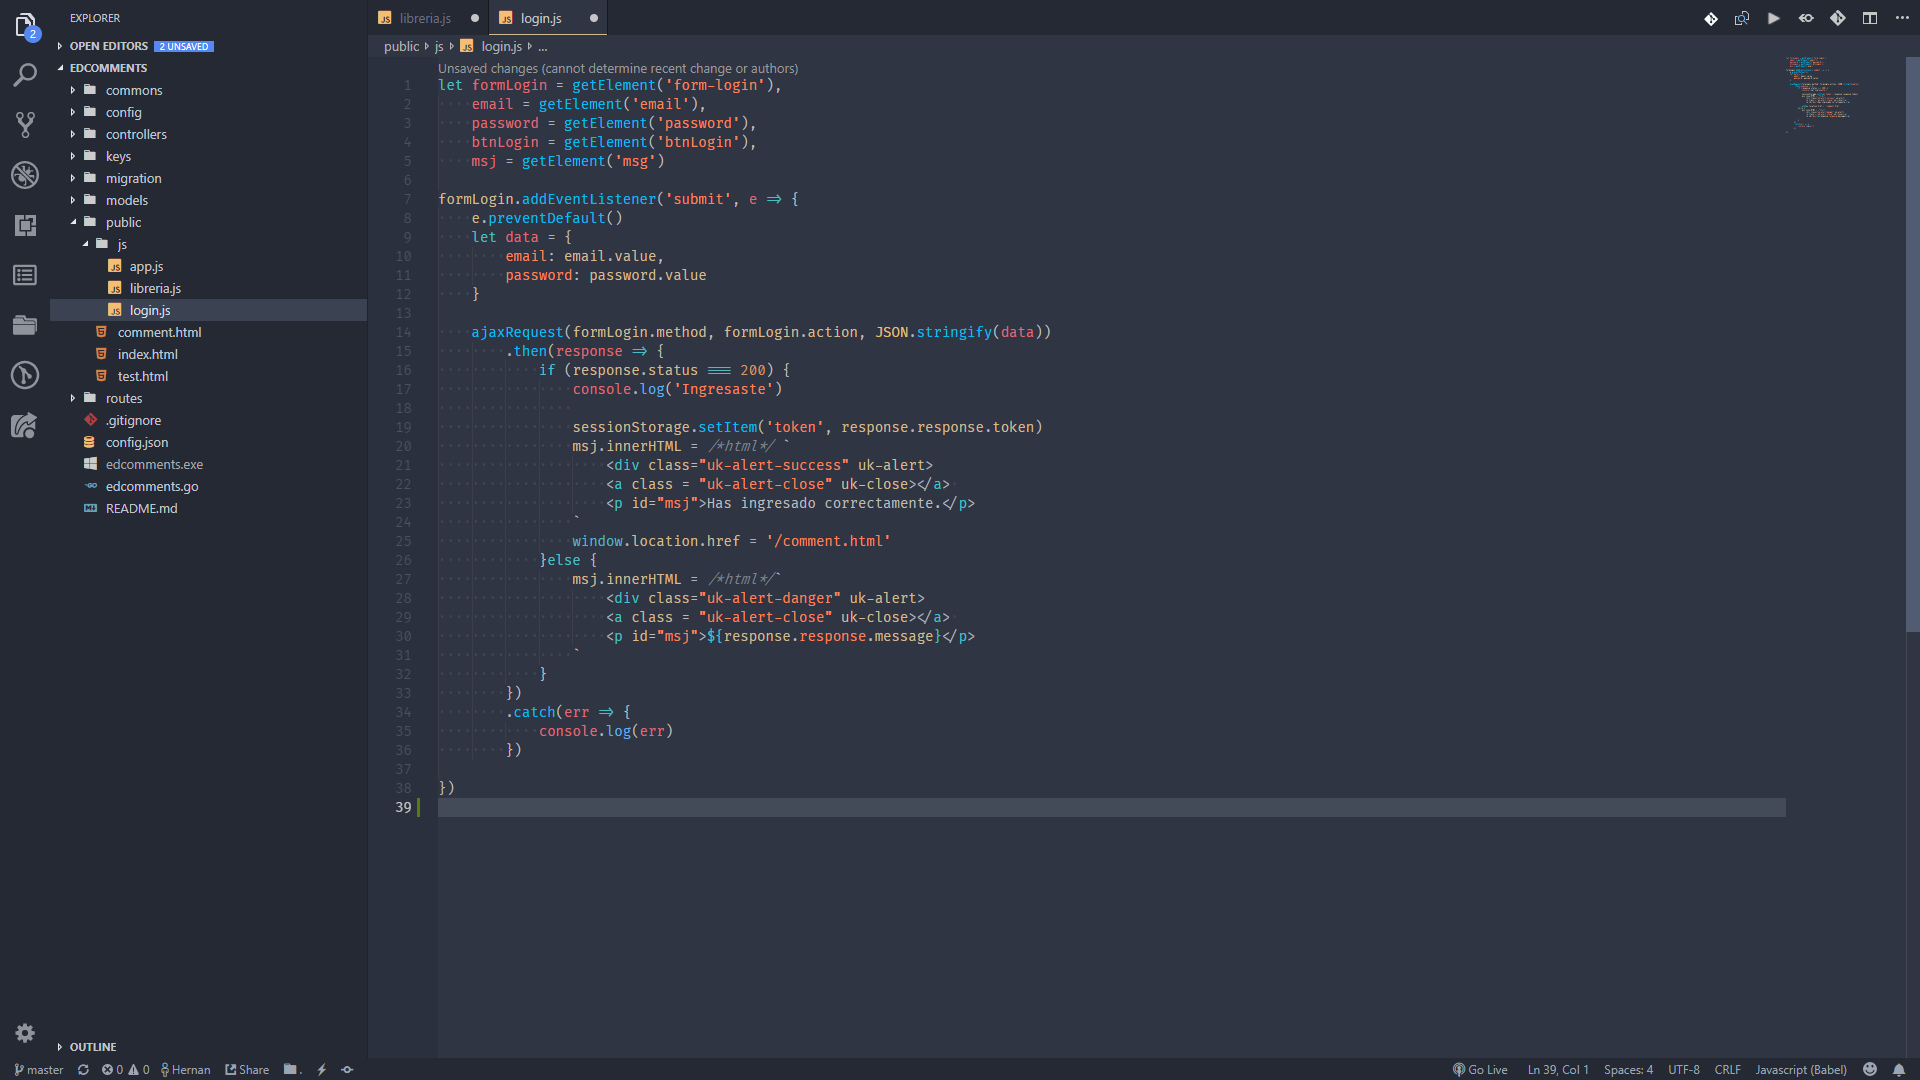 EXPLORER
2
OPEN EDITORS 2 UNSAVED
EDCOMMENTS
commons
config
controllers
keys
migration
models
public
js
app.js
libreria.js
login.js
comment.html
index.html
test.html
routes
.gitignore
config.json
edcomments.exe
edcomments.go
README.md
OUTLINE
libreria.js
login.js
public js login.js ...
Unsaved changes (cannot determine recent change or authors)
1 let formLogin = getElement('form-login'),
2 email = getElement('email'),
3 password = getElement('password'),
4 btnLogin = getElement('btnLogin'),
5 msj = getElement('msg')
6
7 formLogin.addEventListener('submit', e => {
8 e.preventDefault()
9 let data = {
10 email: email.value,
11 password: password.value
12 }
13
14 ajaxRequest(formLogin.method, formLogin.action, JSON.stringify(data))
15 .then(response => {
16 if (response.status === 200) {
17 console.log('Ingresaste')
18
19 sessionStorage.setItem('token', response.response.token)
20 msj.innerHTML = /*html*/ `
21 <div class="uk-alert-success" uk-alert>
22 <a class = "uk-alert-close" uk-close></a>
23 <p id="msj">Has ingresado correctamente.</p>
24 `
25 window.location.href = '/comment.html'
26 }else {
27 msj.innerHTML = /*html*/`
28 <div class="uk-alert-danger" uk-alert>
29 <a class = "uk-alert-close" uk-close></a>
30 <p id="msj">${response.response.message}</p>
31 `
32 }
33 })
34 .catch(err => {
35 console.log(err)
36 })
37
38 })
39
master 0 0 Hernan Share . Go Live Ln 39, Col 1 Spaces: 4 UTF-8 CRLF Javascript (Babel)